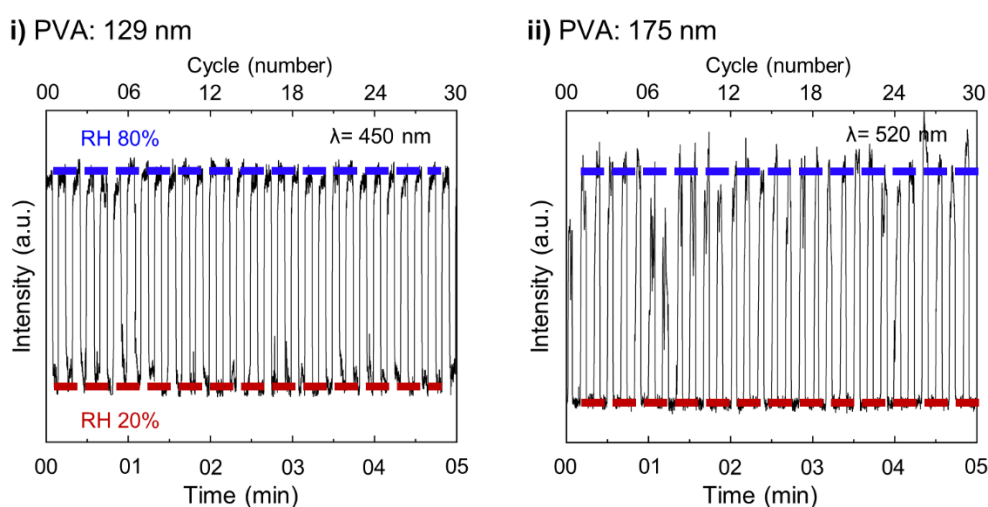 i) PVA: 129 nm
Cycle (number)
00 06 12 18 24 30
RH 80%
λ= 450 nm
Intensity (a.u.)
RH 20%
00 01 02 03 04 05
Time (min)
ii) PVA: 175 nm
Cycle (number)
00 06 12 18 24 30
λ= 520 nm
Intensity (a.u.)
00 01 02 03 04 05
Time (min)